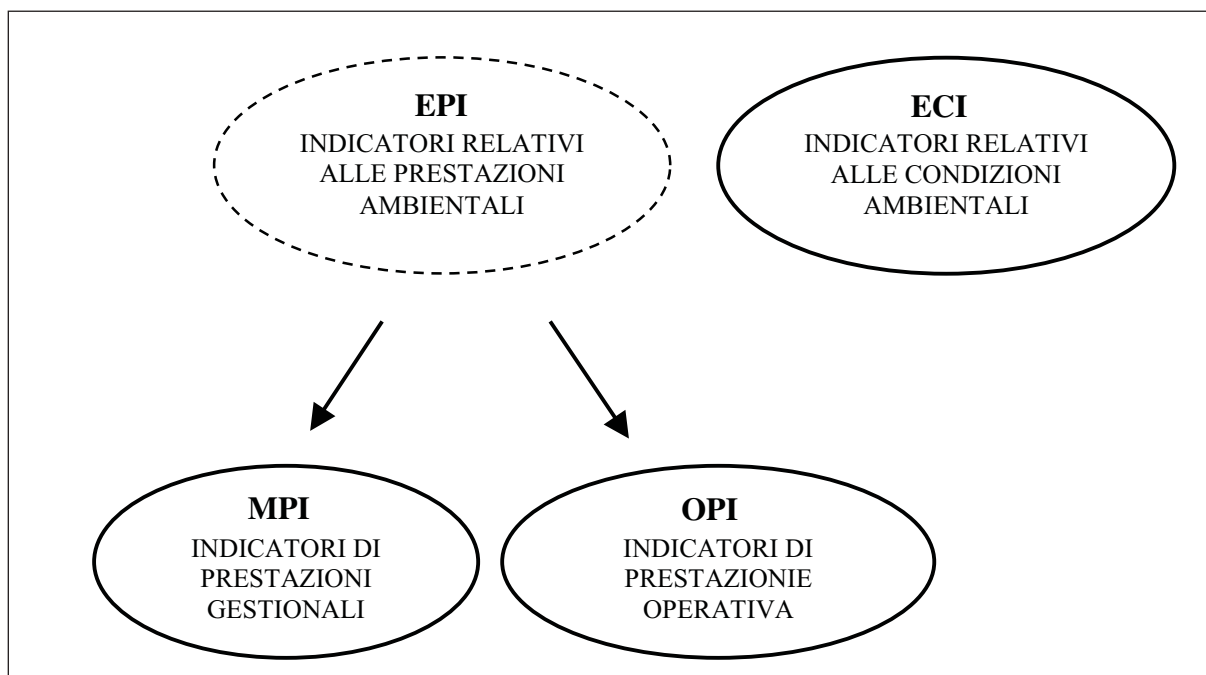 EPI
INDICATORI RELATIVI
ALLE PRESTAZIONI
AMBIENTALI
ECI
INDICATORI RELATIVI
ALLE CONDIZIONI
AMBIENTALI
MPI
INDICATORI DI
PRESTAZIONI
GESTIONALI
OPI
INDICATORI DI
PRESTAZIONIE
OPERATIVA